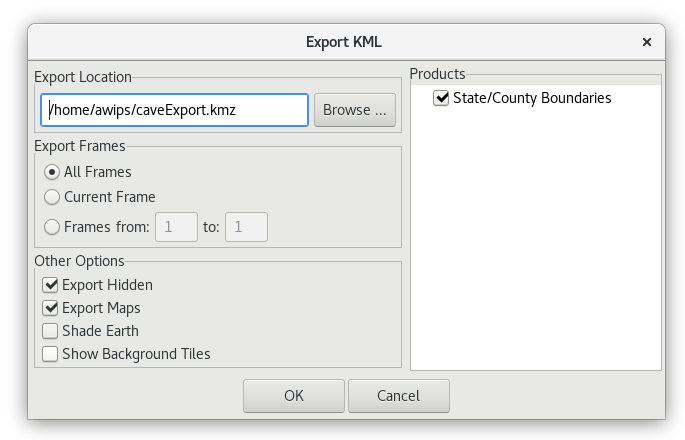 Export KML
Export Location
/home/awips/caveExport.kmz
Browse ...
Export Frames
All Frames
Current Frame
Frames from: 1 to: 1
Other Options
Export Hidden
Export Maps
Shade Earth
Show Background Tiles
Products
State/County Boundaries
OK
Cancel